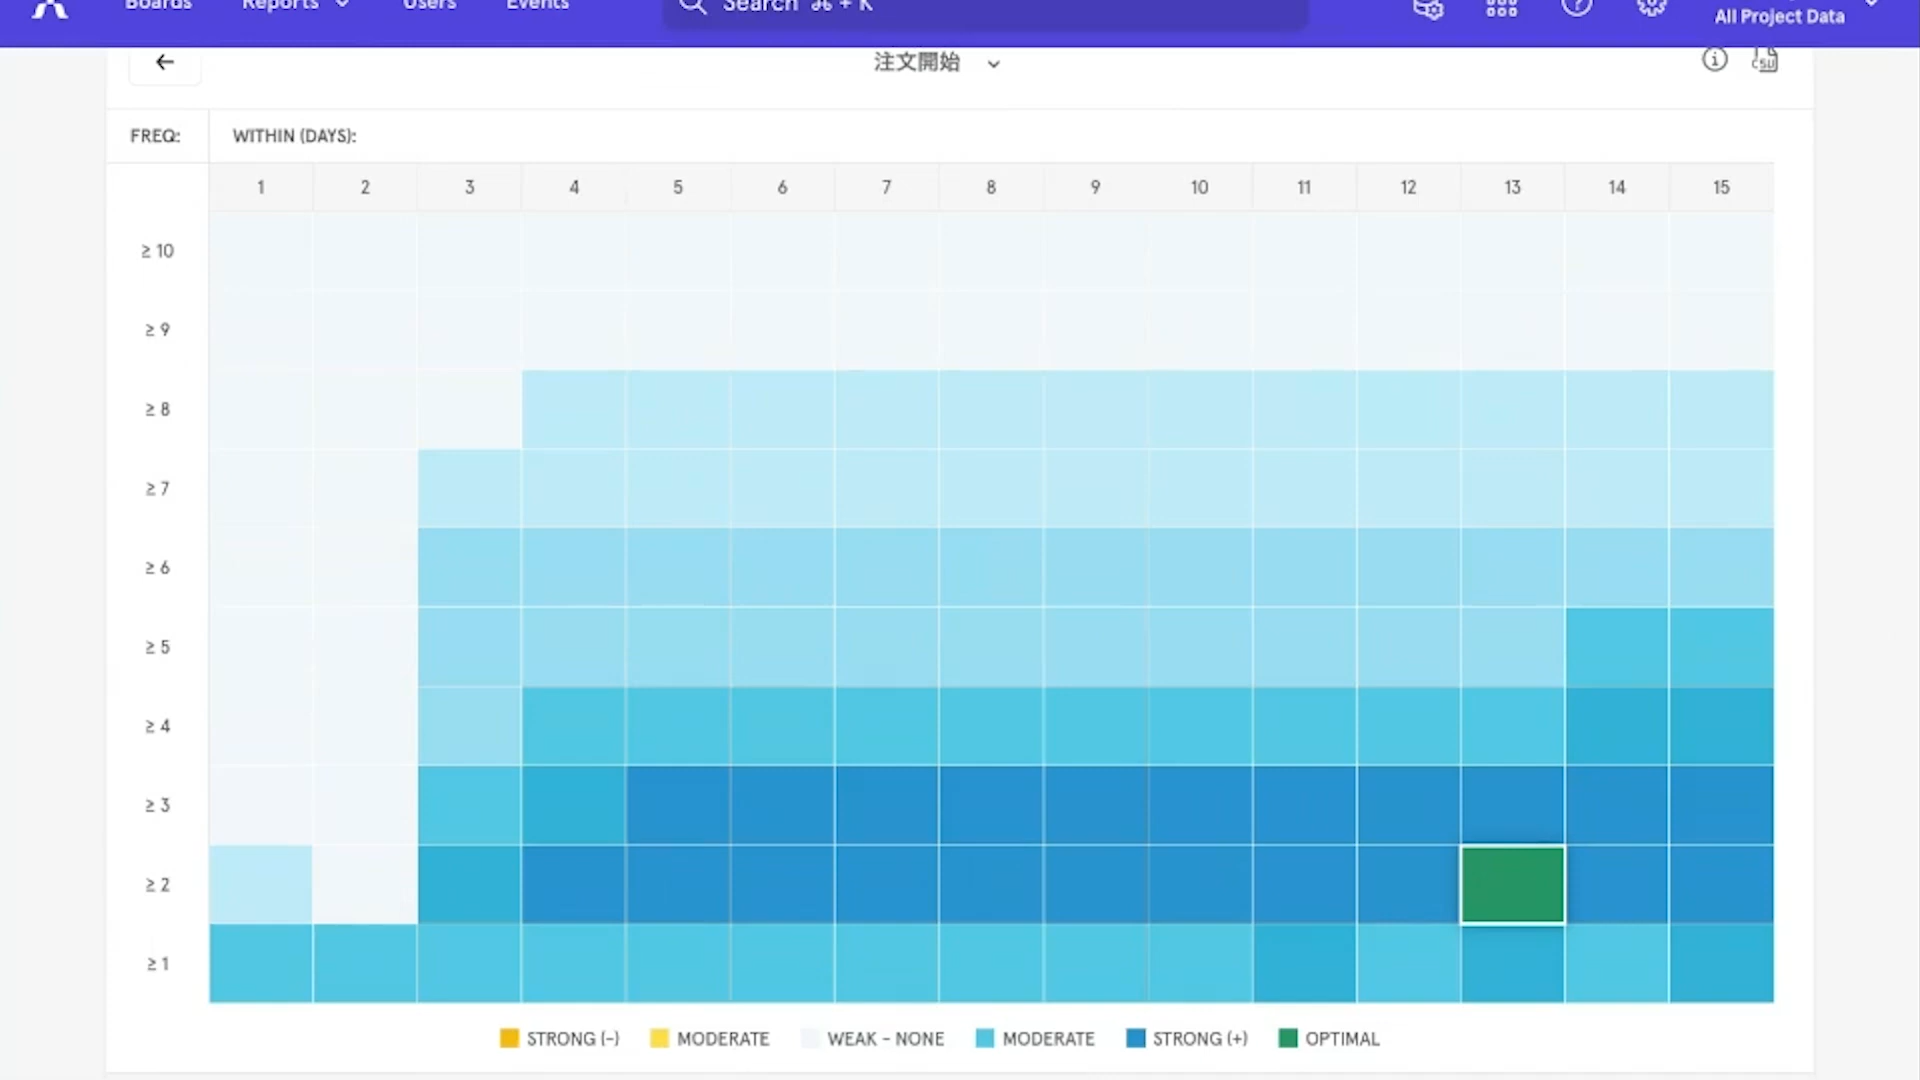 Boards Reports Users Events Search ⌘ + K All Project Data
注文開始
CSV
FREQ: WITHIN (DAYS):
1 2 3 4 5 6 7 8 9 10 11 12 13 14 15
≥ 10
≥ 9
≥ 8
≥ 7
≥ 6
≥ 5
≥ 4
≥ 3
≥ 2
≥ 1
STRONG (-) MODERATE WEAK - NONE MODERATE STRONG (+) OPTIMAL